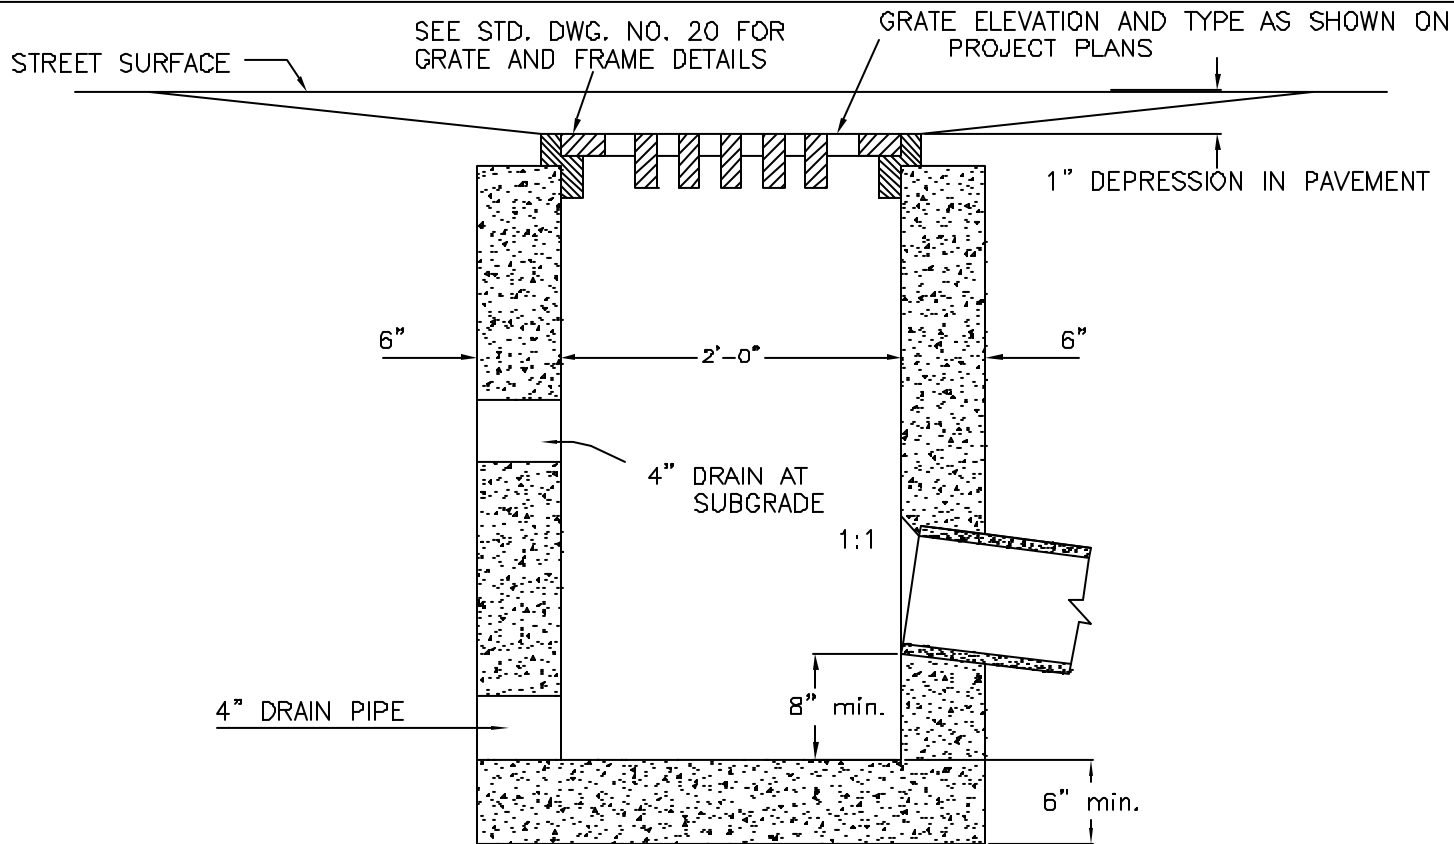 SEE STD. DWG. NO. 20 FOR
GRATE AND FRAME DETAILS
GRATE ELEVATION AND TYPE AS SHOWN ON
PROJECT PLANS
STREET SURFACE
1" DEPRESSION IN PAVEMENT
6"
2'-0"
6"
4" DRAIN AT
SUBGRADE
1:1
4" DRAIN PIPE
8" min.
6" min.